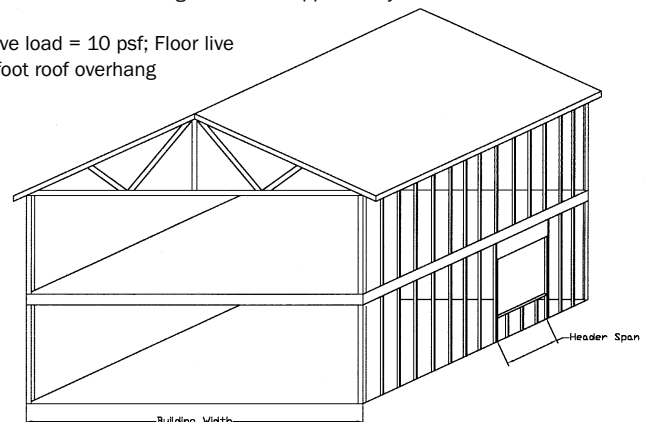 ve load = 10 psf; Floor live
foot roof overhang
Header Span
Building Width